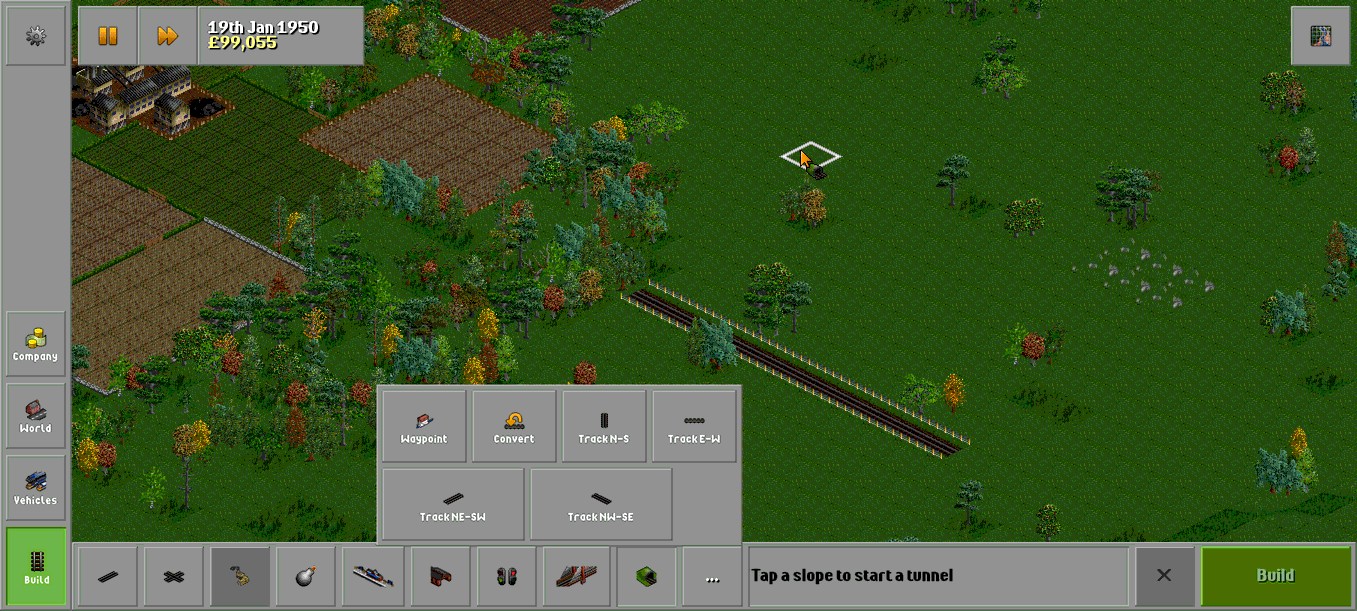 19th Jan 1950
£99,055
Company
World
Vehicles
Build
Waypoint
Convert
Track N-S
Track E-W
Track NE-SW
Track NW-SE
...
Tap a slope to start a tunnel
Build